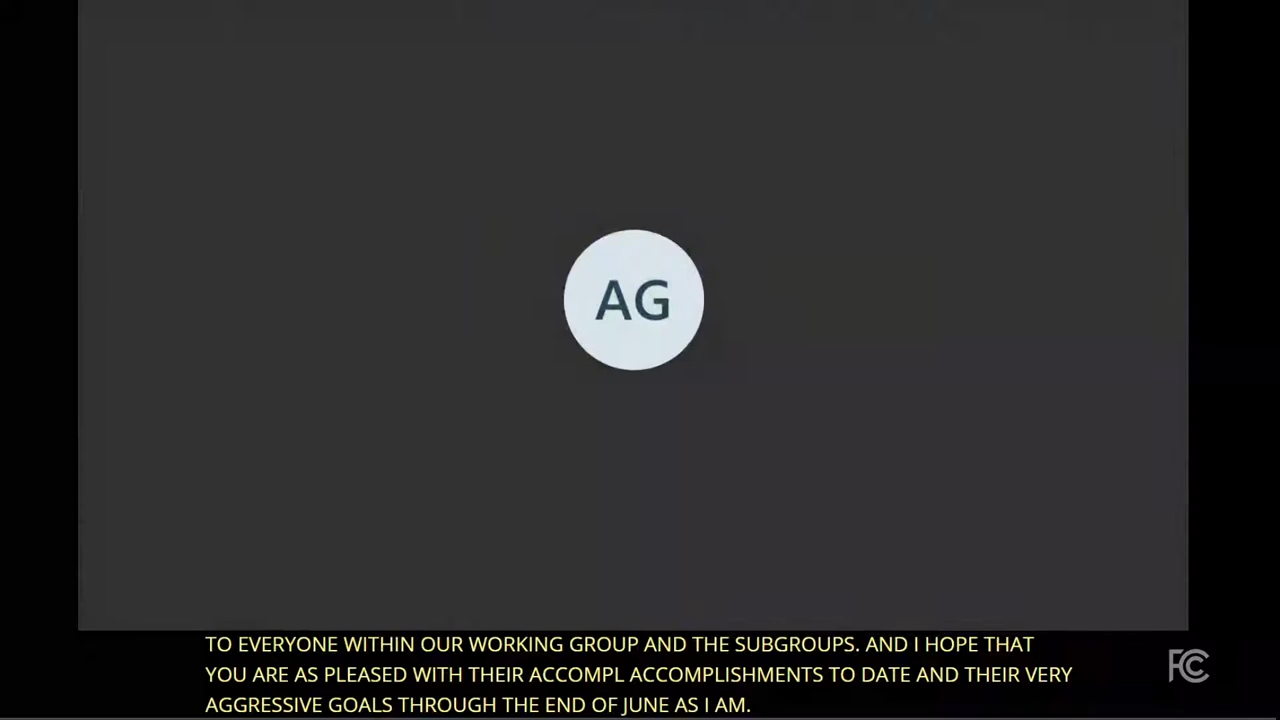 AG
TO EVERYONE WITHIN OUR WORKING GROUP AND THE SUBGROUPS. AND I HOPE THAT
YOU ARE AS PLEASED WITH THEIR ACCOMPL ACCOMPLISHMENTS TO DATE AND THEIR VERY
AGGRESSIVE GOALS THROUGH THE END OF JUNE AS I AM.
FCC